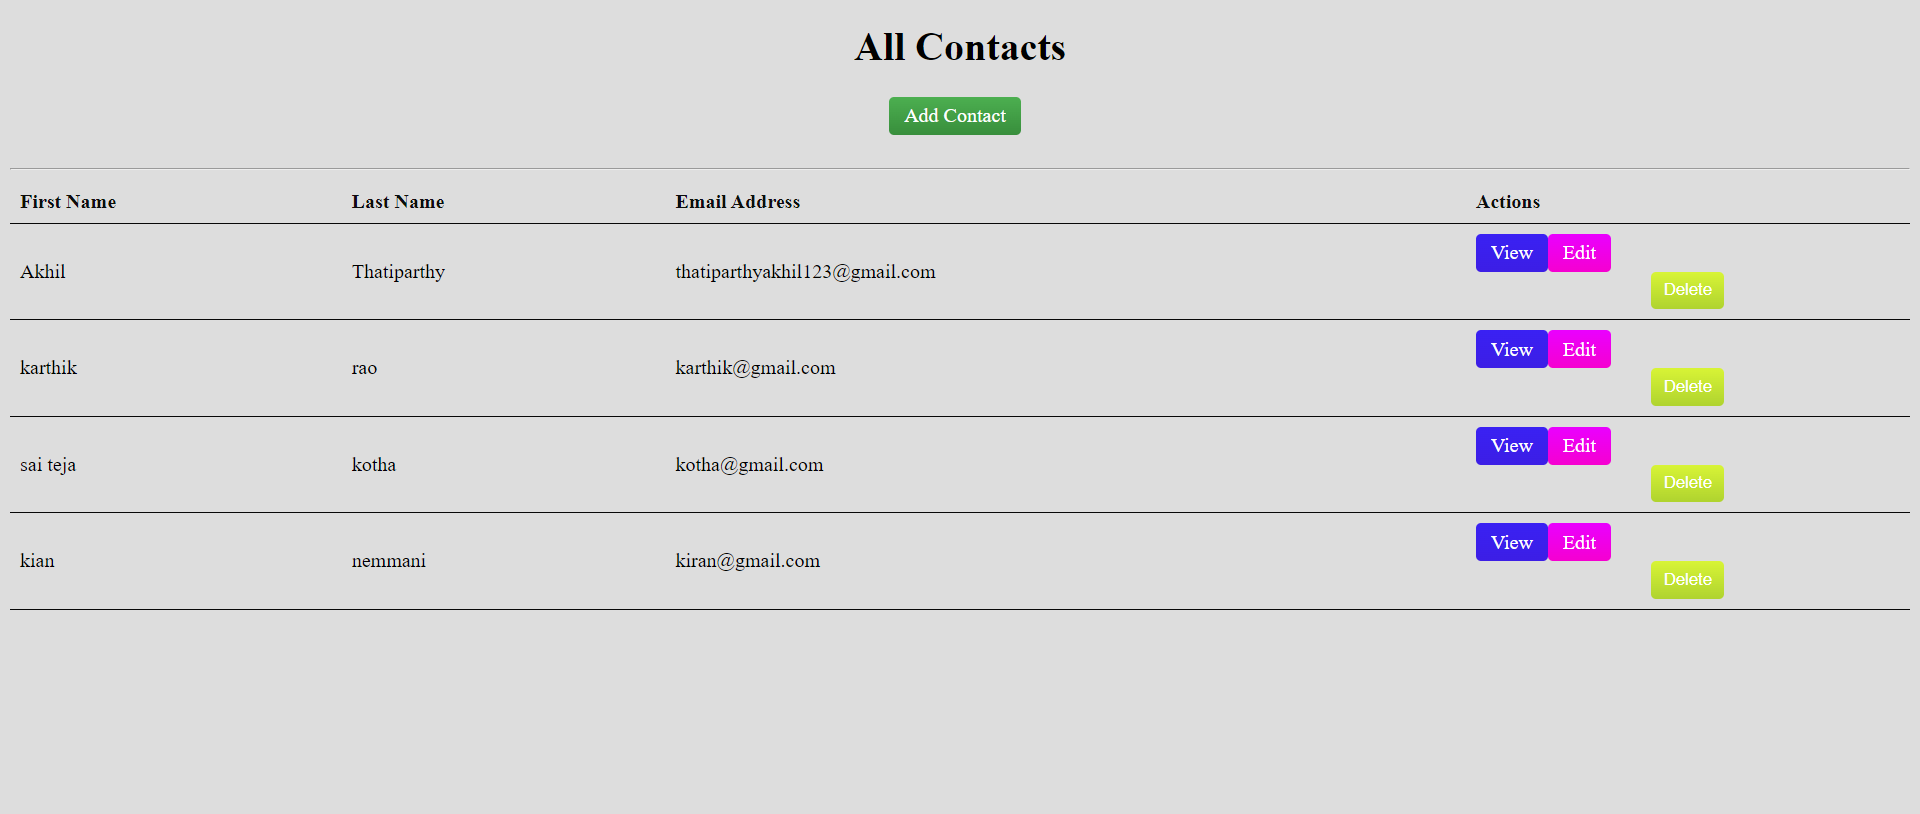 All Contacts
Add Contact
First Name Last Name Email Address Actions
Akhil Thatiparthy thatiparthyakhil123@gmail.com View Edit
Delete
karthik rao karthik@gmail.com View Edit
Delete
sai teja kotha kotha@gmail.com View Edit
Delete
kian nemmani kiran@gmail.com View Edit
Delete